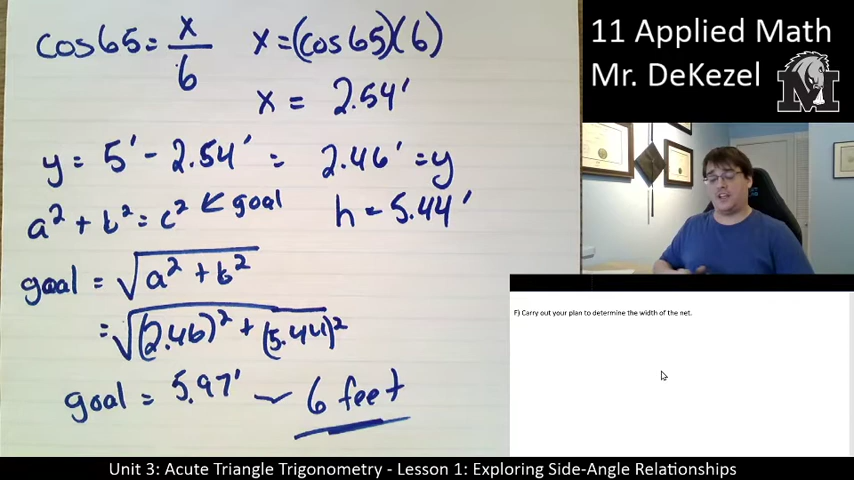 cos65 = x/6 x = (cos65)(6)
x = 2.54'
y = 5' - 2.54' = 2.46' = y
a² + b² = c² ← goal h = 5.44'
goal = √a² + b²
= √(2.46)² + (5.44)²
goal = 5.97' ~ 6 feet
11 Applied Math
Mr. DeKezel
M
F) Carry out your plan to determine the width of the net.
Unit 3: Acute Triangle Trigonometry - Lesson 1: Exploring Side-Angle Relationships